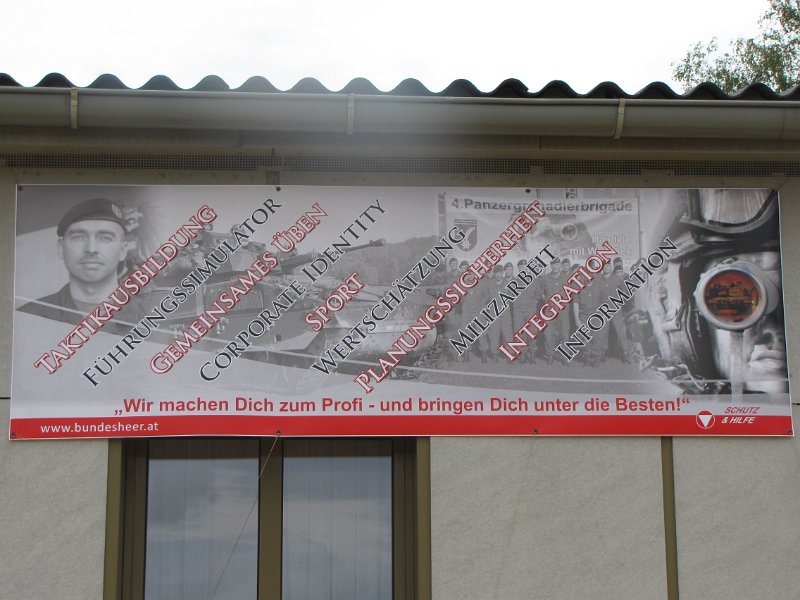 TAKTIKAUSBILDUNG
FÜHRUNGSSIMULATOR
GEMEINSAMES ÜBEN
CORPORATE IDENTITY
SPORT
WERTSCHÄTZUNG
PLANUNGSSICHERHEIT
MILIZARBEIT
INTEGRATION
INFORMATION
4.Panzergrenadierbrigade
„Wir machen Dich zum Profi - und bringen Dich unter die Besten!“
www.bundesheer.at
SCHUTZ
& HILFE